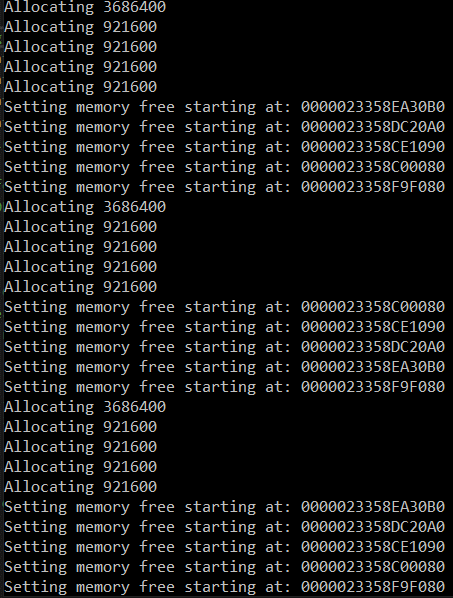 Allocating 3686400
Allocating 921600
Allocating 921600
Allocating 921600
Allocating 921600
Setting memory free starting at: 0000023358EA30B0
Setting memory free starting at: 0000023358DC20A0
Setting memory free starting at: 0000023358CE1090
Setting memory free starting at: 0000023358C00080
Setting memory free starting at: 0000023358F9F080
Allocating 3686400
Allocating 921600
Allocating 921600
Allocating 921600
Allocating 921600
Setting memory free starting at: 0000023358C00080
Setting memory free starting at: 0000023358CE1090
Setting memory free starting at: 0000023358DC20A0
Setting memory free starting at: 0000023358EA30B0
Setting memory free starting at: 0000023358F9F080
Allocating 3686400
Allocating 921600
Allocating 921600
Allocating 921600
Allocating 921600
Setting memory free starting at: 0000023358EA30B0
Setting memory free starting at: 0000023358DC20A0
Setting memory free starting at: 0000023358CE1090
Setting memory free starting at: 0000023358C00080
Setting memory free starting at: 0000023358F9F080